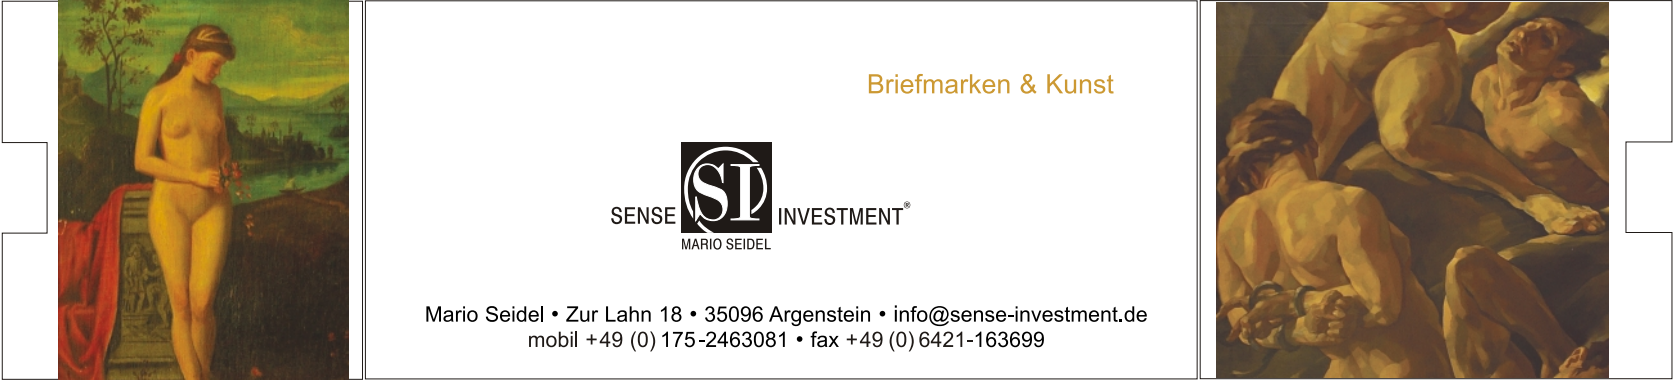 Briefmarken & Kunst
SI
SENSE INVESTMENT®
MARIO SEIDEL
Mario Seidel • Zur Lahn 18 • 35096 Argenstein • info@sense-investment.de
mobil +49 (0) 175-2463081 • fax +49 (0) 6421-163699